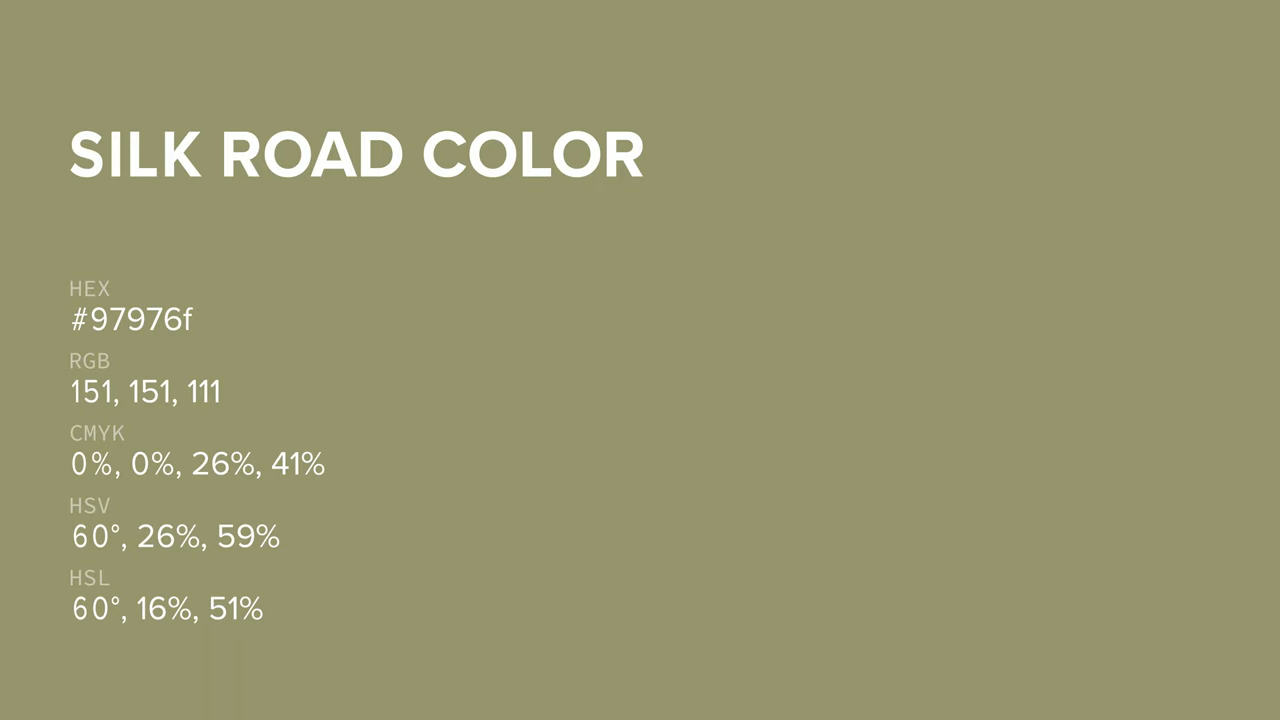 SILK ROAD COLOR
HEX
#97976f
RGB
151, 151, 111
CMYK
0%, 0%, 26%, 41%
HSV
60°, 26%, 59%
HSL
60°, 16%, 51%